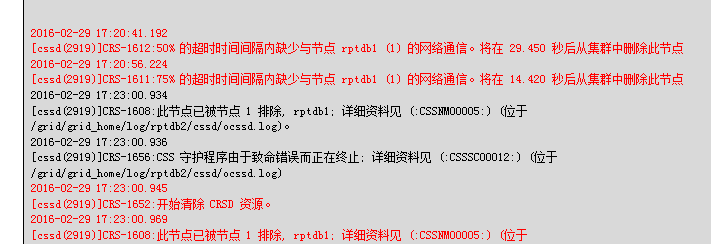 2016-02-29 17:20:41.192
[cssd(2919)]CRS-1612:50% 的超时时间间隔内缺少与节点 rptdb1 (1) 的网络通信。将在 29.450 秒后从集群中删除此节点
2016-02-29 17:20:56.224
[cssd(2919)]CRS-1611:75% 的超时时间间隔内缺少与节点 rptdb1 (1) 的网络通信。将在 14.420 秒后从集群中删除此节点
2016-02-29 17:23:00.934
[cssd(2919)]CRS-1608:此节点已被节点 1 排除, rptdb1; 详细资料见 (:CSSNM00005:) (位于
/grid/grid_home/log/rptdb2/cssd/ocssd.log)。
2016-02-29 17:23:00.936
[cssd(2919)]CRS-1656:CSS 守护程序由于致命错误而正在终止; 详细资料见 (:CSSSC00012:) (位于
/grid/grid_home/log/rptdb2/cssd/ocssd.log)
2016-02-29 17:23:00.945
[cssd(2919)]CRS-1652:开始清除 CRSD 资源。
2016-02-29 17:23:00.969
[cssd(2919)]CRS-1608:此节点已被节点 1 排除, rptdb1; 详细资料见 (:CSSNM00005:) (位于